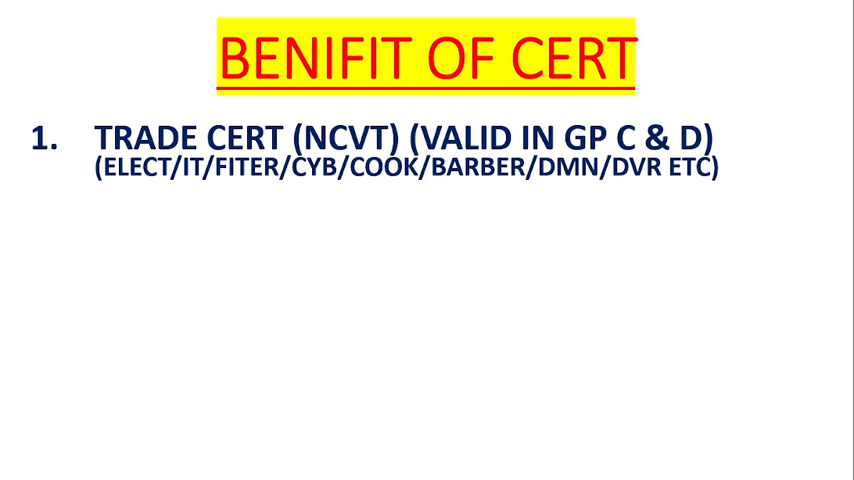 BENIFIT OF CERT
1. TRADE CERT (NCVT) (VALID IN GP C & D)
(ELECT/IT/FITER/CYB/COOK/BARBER/DMN/DVR ETC)